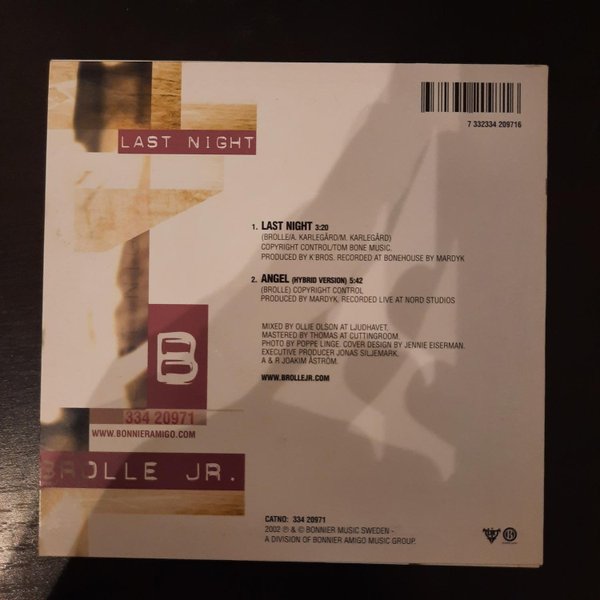 LAST NIGHT
7 332334 209716
1. LAST NIGHT 3:20
(BROLLE/A. KARLEGÅRD/M. KARLEGÅRD)
COPYRIGHT CONTROL/TOM BONE MUSIC.
PRODUCED BY K BROS. RECORDED AT BONEHOUSE BY MARDYK
2. ANGEL (HYBRID VERSION) 5:42
(BROLLE) COPYRIGHT CONTROL
PRODUCED BY MARDYK, RECORDED LIVE AT NORD STUDIOS
MIXED BY OLLIE OLSON AT LJUDHAVET.
MASTERED BY THOMAS AT CUTTINGROOM.
PHOTO BY POPPE LINGE. COVER DESIGN BY JENNIE EISERMAN.
EXECUTIVE PRODUCER JONAS SILJEMARK.
A & R JOAKIM ÅSTRÖM.
WWW.BROLLEJR.COM
B
334 20971
WWW.BONNIERAMIGO.COM
BROLLE JR.
CATNO: 334 20971
2002 ℗ & © BONNIER MUSIC SWEDEN -
A DIVISION OF BONNIER AMIGO MUSIC GROUP.
B